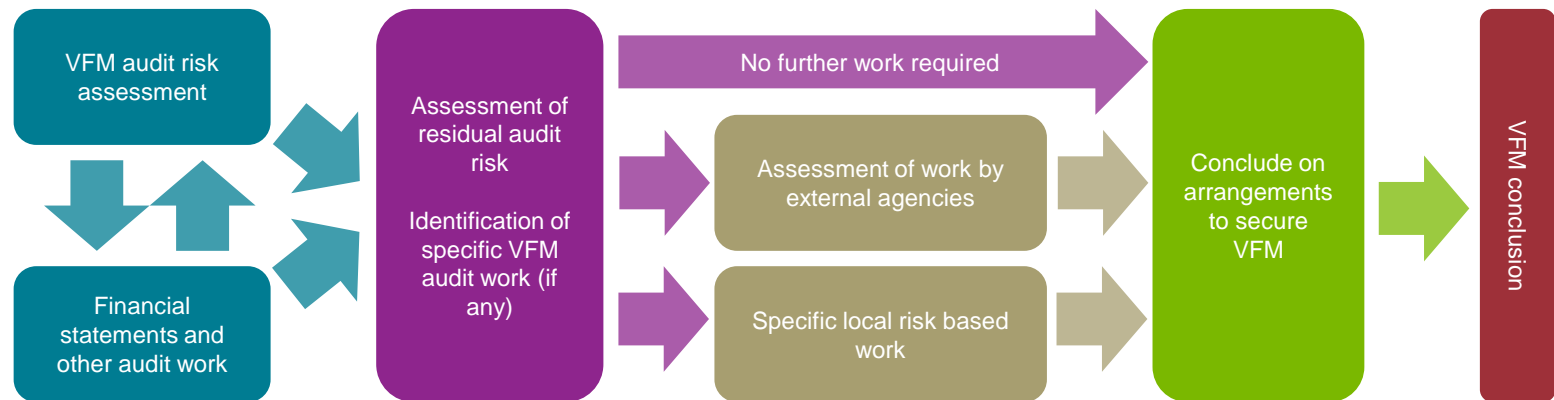 VFM audit risk
assessment
Financial
statements and
other audit work
Assessment of
residual audit
risk
Identification of
specific VFM
audit work (if
any)
No further work required
Assessment of work by
external agencies
Specific local risk based
work
Conclude on
arrangements
to secure
VFM
VFM conclusion